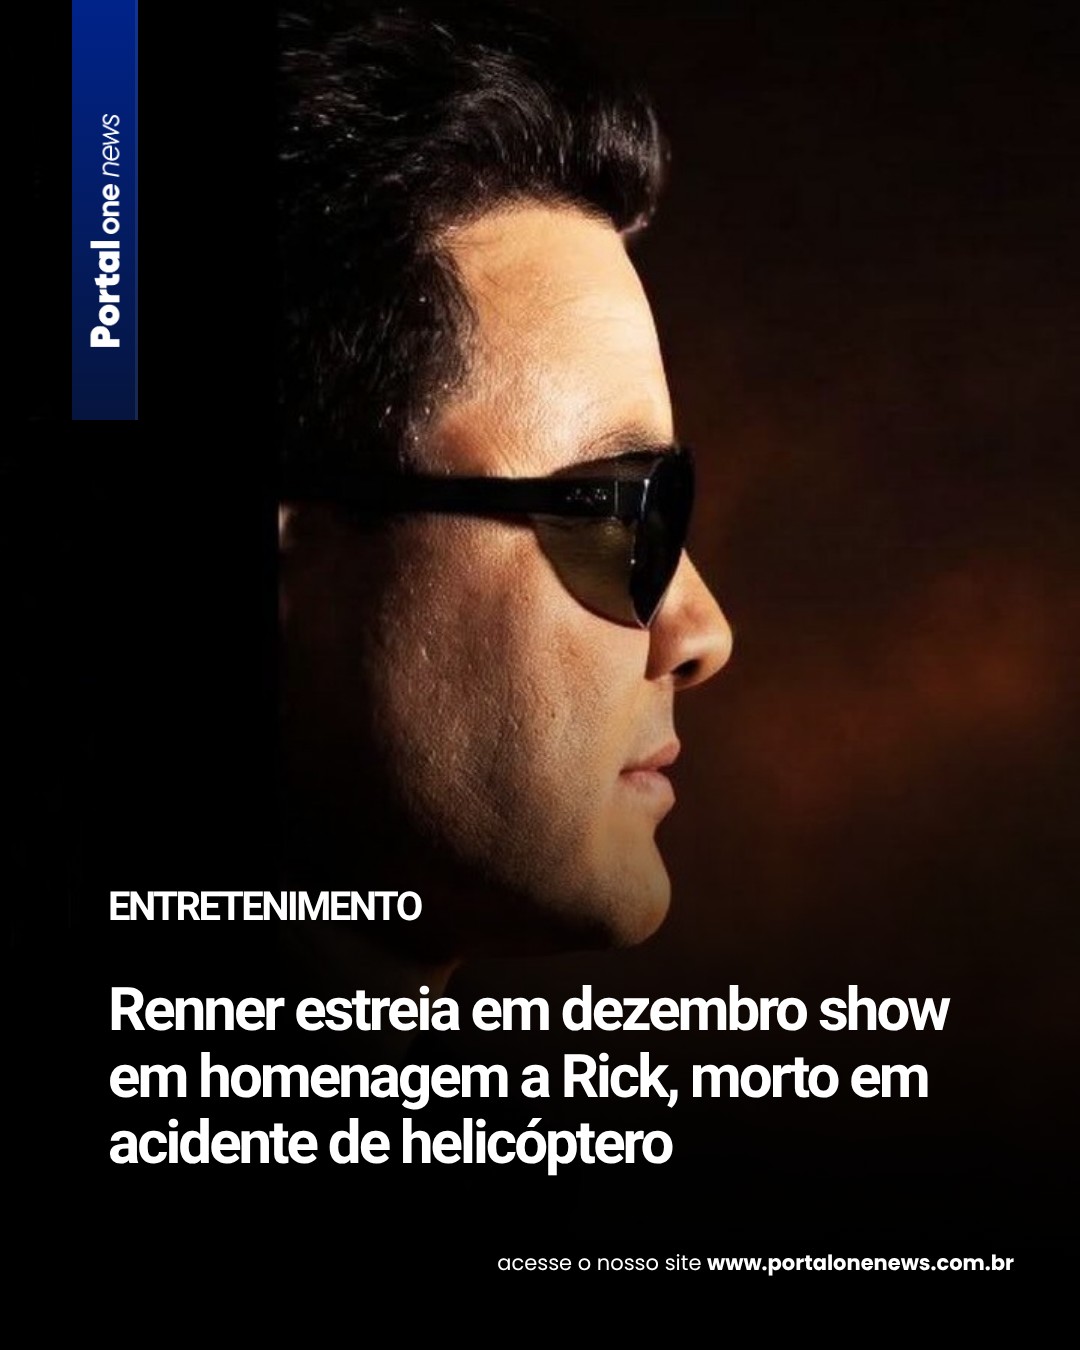 Portal one news
ENTRETENIMENTO
Renner estreia em dezembro show
em homenagem a Rick, morto em
acidente de helicóptero
acesse o nosso site www.portalonenews.com.br